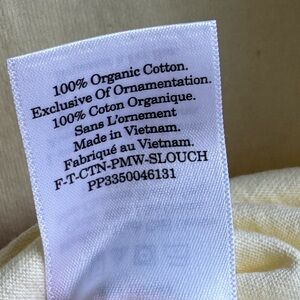 100% Organic Cotton.
Exclusive Of Ornamentation.
100% Coton Organique.
Sans L'ornement
Made in Vietnam.
Fabriqué au Vietnam.
F-T-CTN-PMW-SLOUCH
PP3350046131